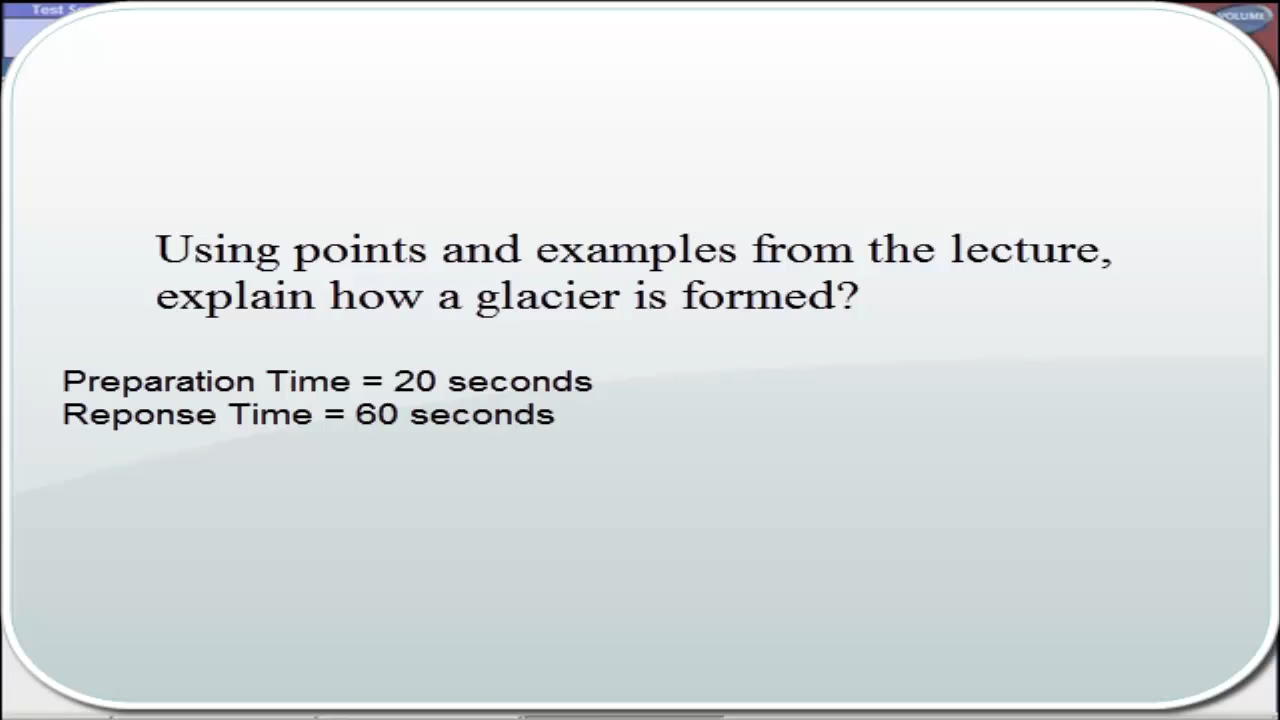 Test
VOLUME
Using points and examples from the lecture,
explain how a glacier is formed?
Preparation Time = 20 seconds
Reponse Time = 60 seconds